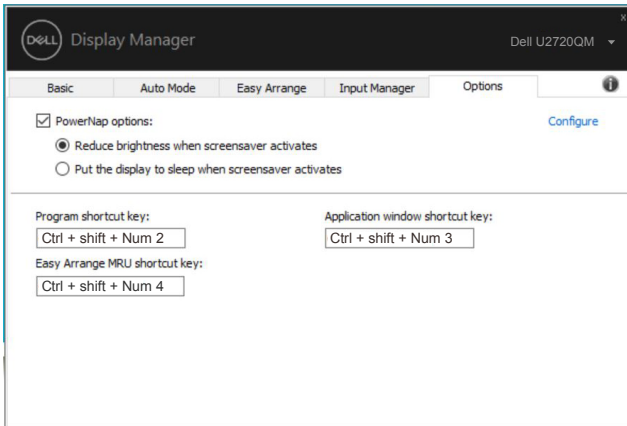 x
DELL Display Manager
Dell U2720QM
Basic Auto Mode Easy Arrange Input Manager Options
PowerNap options: Configure
Reduce brightness when screensaver activates
Put the display to sleep when screensaver activates
Program shortcut key: Application window shortcut key:
Ctrl + shift + Num 2 Ctrl + shift + Num 3
Easy Arrange MRU shortcut key:
Ctrl + shift + Num 4